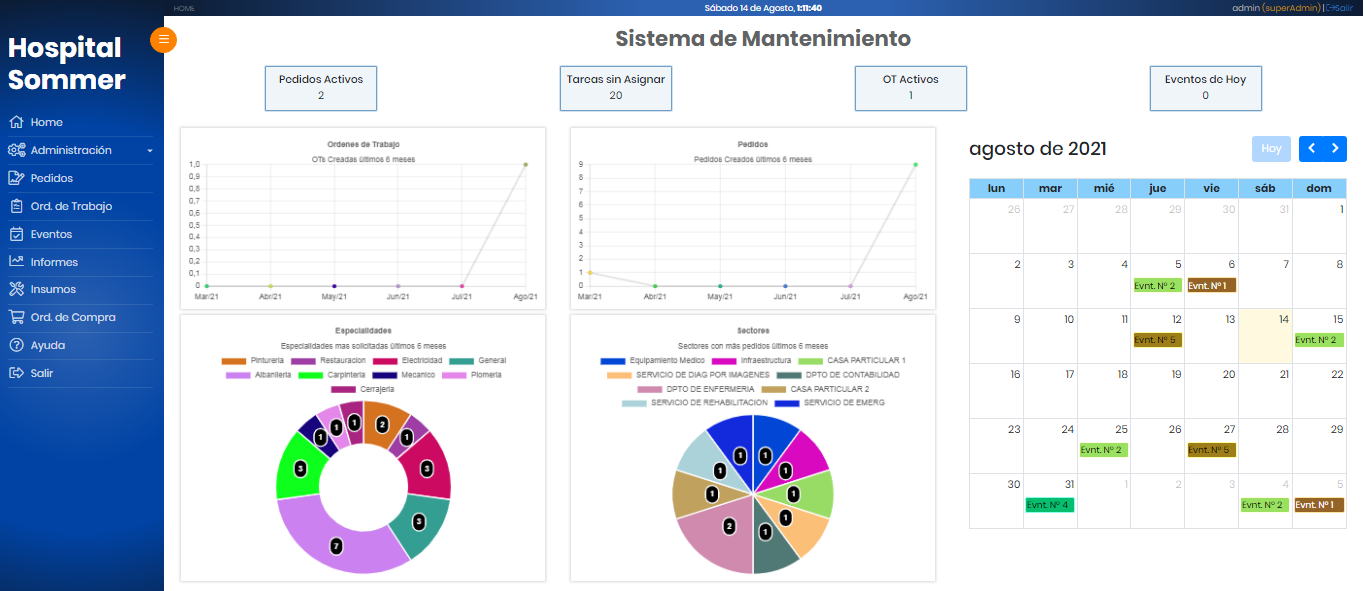 HOME
Sábado 14 de Agosto, 1:11:40
admin (superAdmin) | Salir
Hospital
Sommer
Home
Administración
Pedidos
Ord. de Trabajo
Eventos
Informes
Insumos
Ord. de Compra
Ayuda
Salir
Sistema de Mantenimiento
Pedidos Activos
2
Tareas sin Asignar
20
OT Activos
1
Eventos de Hoy
0
Ordenes de Trabajo
OTs Creadas últimos 6 meses
1,0
0,9
0,8
0,7
0,6
0,5
0,4
0,3
0,2
0,1
0
Mar/21 Abr/21 May/21 Jun/21 Jul/21 Ago/21
Pedidos
Pedidos Creados últimos 6 meses
9
8
7
6
5
4
3
2
1
0
Mar/21 Abr/21 May/21 Jun/21 Jul/21 Ago/21
Especialidades
Especialidades mas solicitadas últimos 6 meses
Pintureria Restauracion Electricidad General
Albanileria Carpinteria Mecanico Plomeria
Cerrajeria
2
1
3
3
7
3
1
1
1
Sectores
Sectores con más pedidos últimos 6 meses
Equipamiento Medico Infraestructura CASA PARTICULAR 1
SERVICIO DE DIAG POR IMAGENES DPTO DE CONTABILIDAD
DPTO DE ENFERMERIA CASA PARTICULAR 2
SERVICIO DE REHABILITACION SERVICIO DE EMERG
1
1
1
1
1
2
1
1
1
agosto de 2021
Hoy
lun mar mié jue vie sáb dom
26 27 28 29 30 31 1
2 3 4 5 6 7 8
Evnt. Nº 2 Evnt. Nº 1
9 10 11 12 13 14 15
Evnt. Nº 5 Evnt. Nº 2
16 17 18 19 20 21 22
23 24 25 26 27 28 29
Evnt. Nº 2 Evnt. Nº 5
30 31 1 2 3 4 5
Evnt. Nº 4 Evnt. Nº 2 Evnt. Nº 1